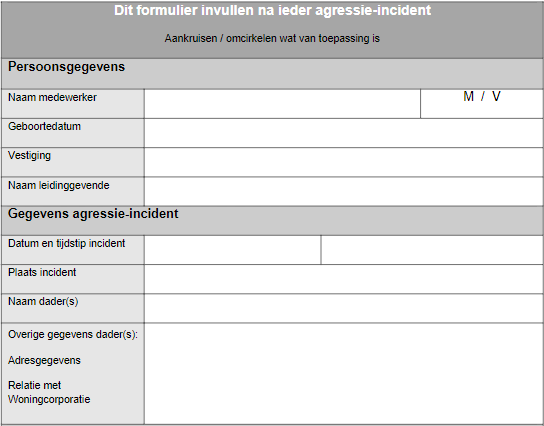 Dit formulier invullen na ieder agressie-incident
Aankruisen / omcirkelen wat van toepassing is
Persoonsgegevens
Naam medewerker
M / V
Geboortedatum
Vestiging
Naam leidinggevende
Gegevens agressie-incident
Datum en tijdstip incident
Plaats incident
Naam dader(s)
Overige gegevens dader(s):
Adresgegevens
Relatie met
Woningcorporatie